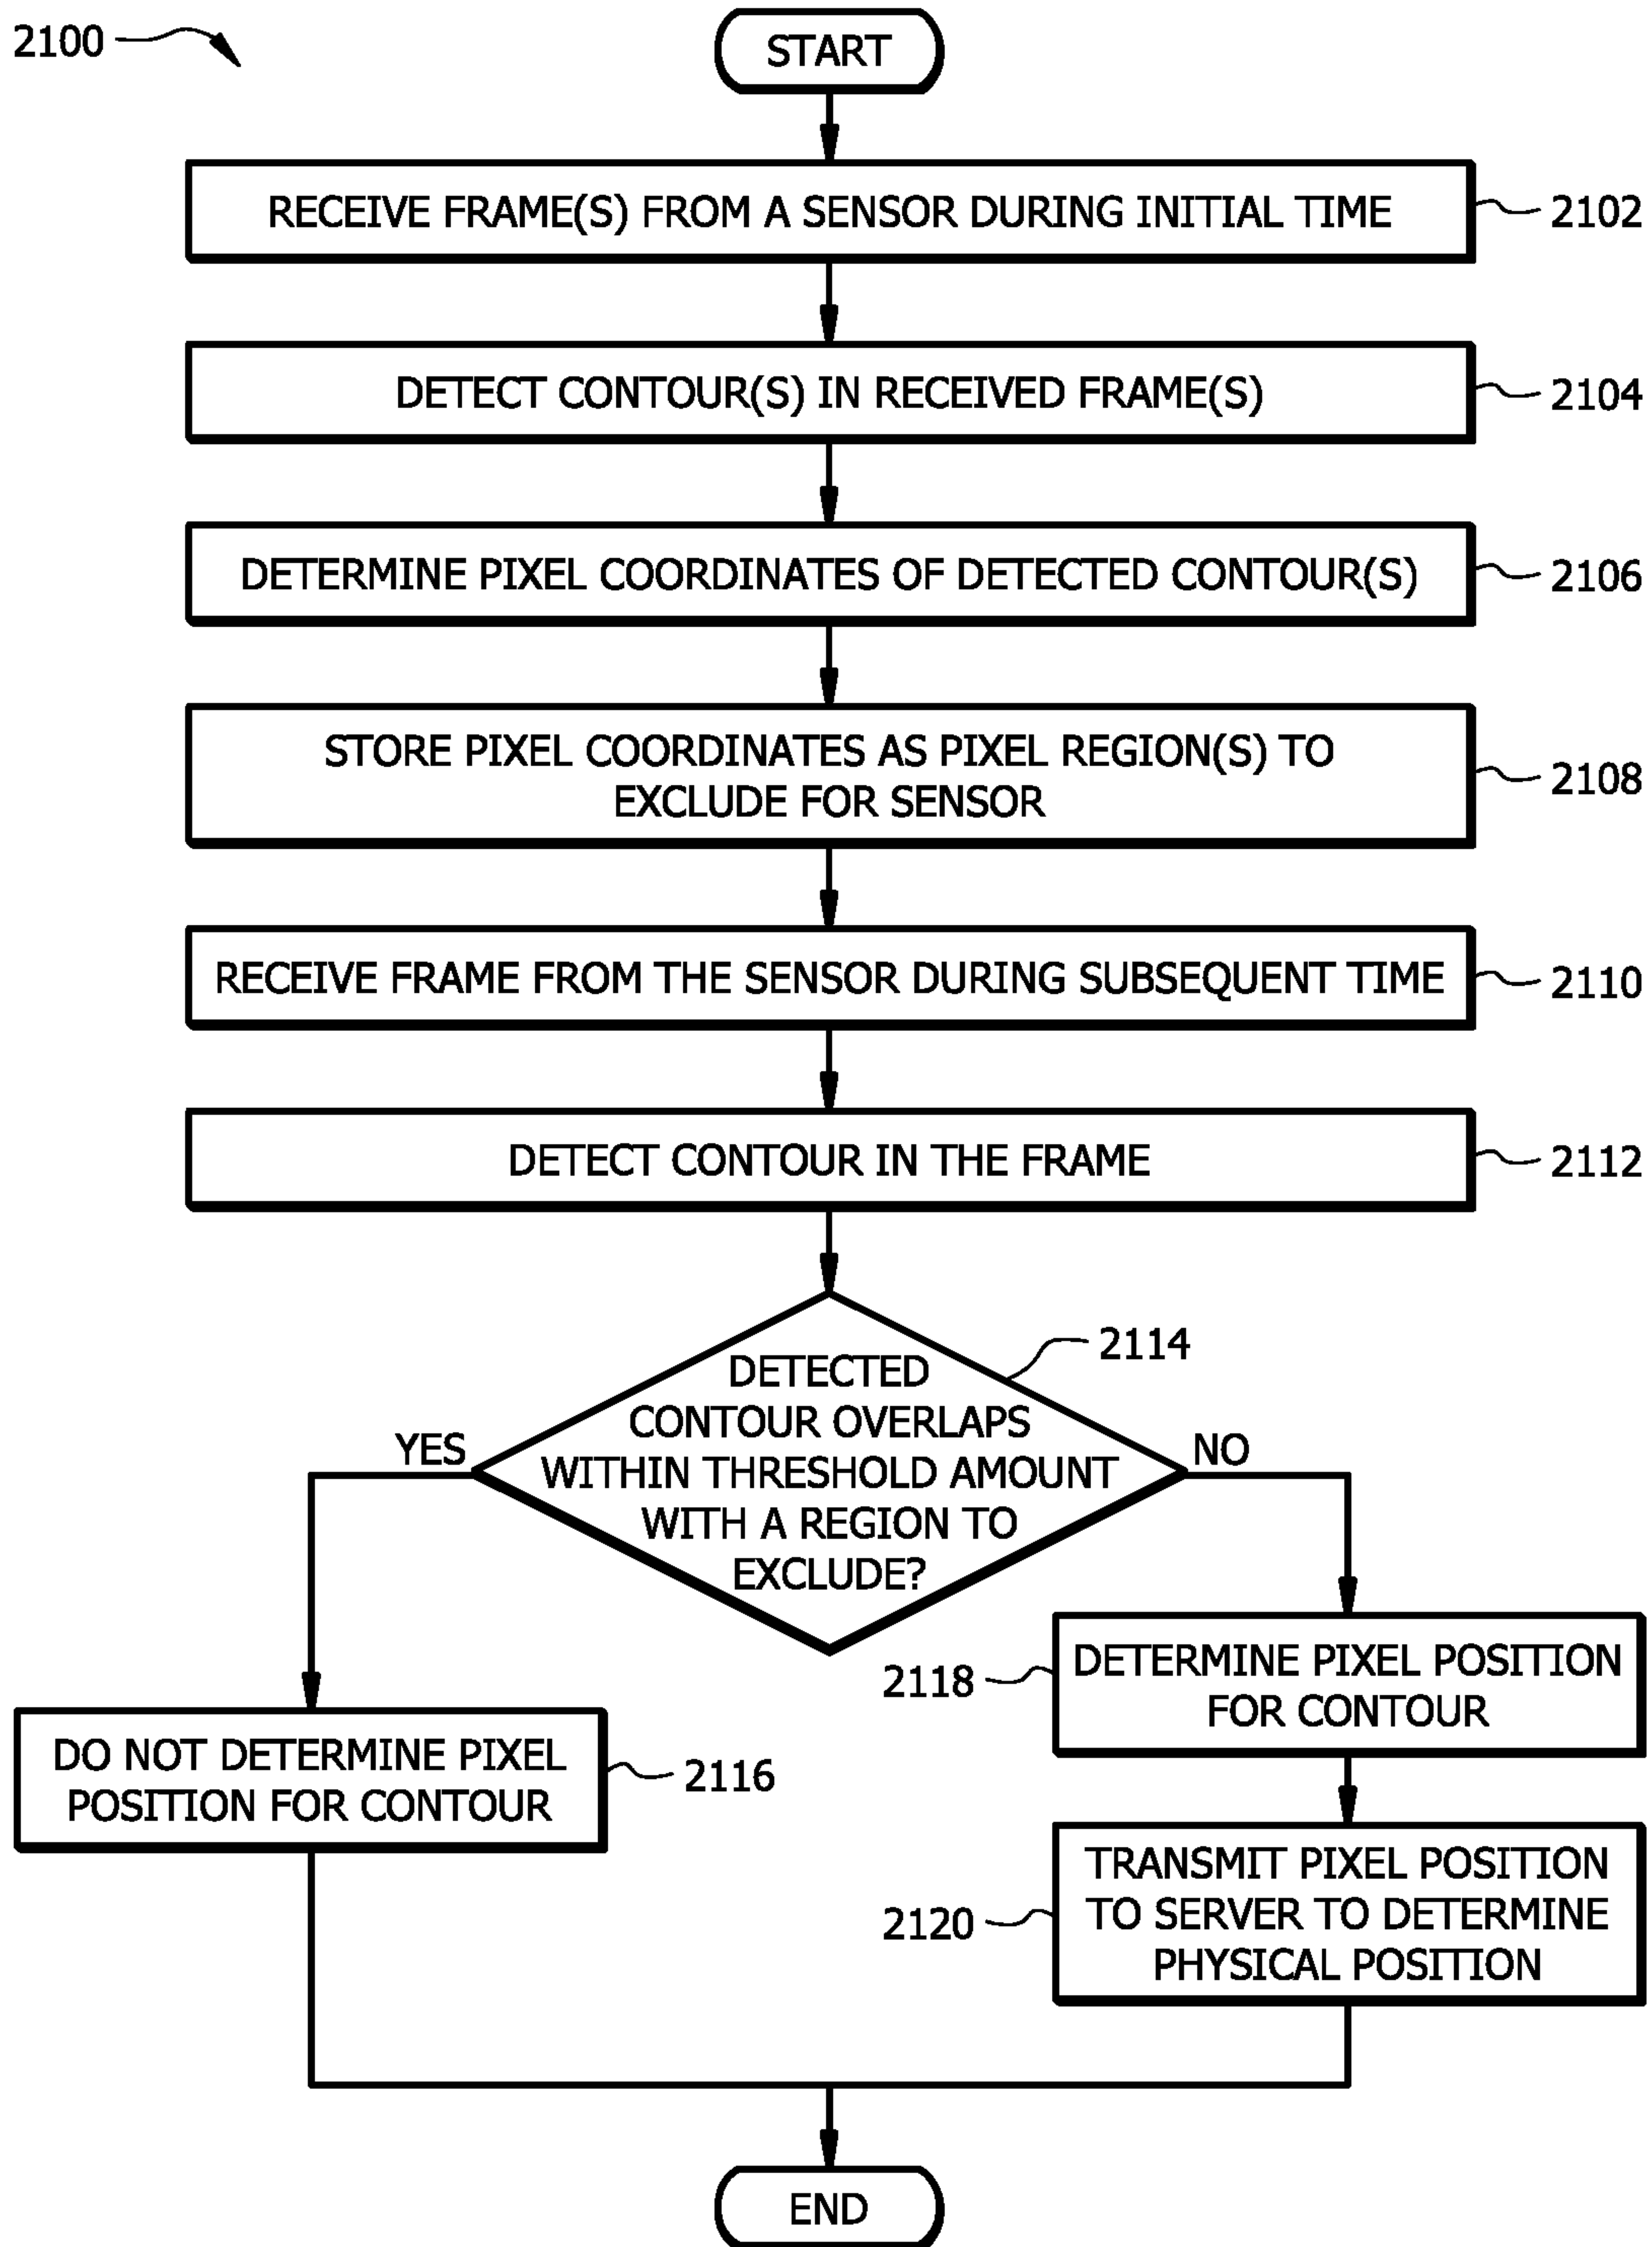 2100
START
RECEIVE FRAME(S) FROM A SENSOR DURING INITIAL TIME
2102
DETECT CONTOUR(S) IN RECEIVED FRAME(S)
2104
DETERMINE PIXEL COORDINATES OF DETECTED CONTOUR(S)
2106
STORE PIXEL COORDINATES AS PIXEL REGION(S) TO
EXCLUDE FOR SENSOR
2108
RECEIVE FRAME FROM THE SENSOR DURING SUBSEQUENT TIME
2110
DETECT CONTOUR IN THE FRAME
2112
DETECTED
CONTOUR OVERLAPS
WITHIN THRESHOLD AMOUNT
WITH A REGION TO
EXCLUDE?
2114
YES
NO
DO NOT DETERMINE PIXEL
POSITION FOR CONTOUR
2116
DETERMINE PIXEL POSITION
FOR CONTOUR
2118
TRANSMIT PIXEL POSITION
TO SERVER TO DETERMINE
PHYSICAL POSITION
2120
END